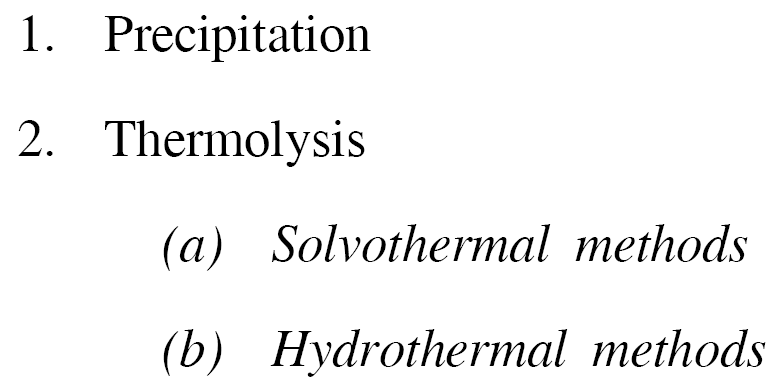 1. Precipitation
2. Thermolysis
(a) Solvothermal methods
(b) Hydrothermal methods